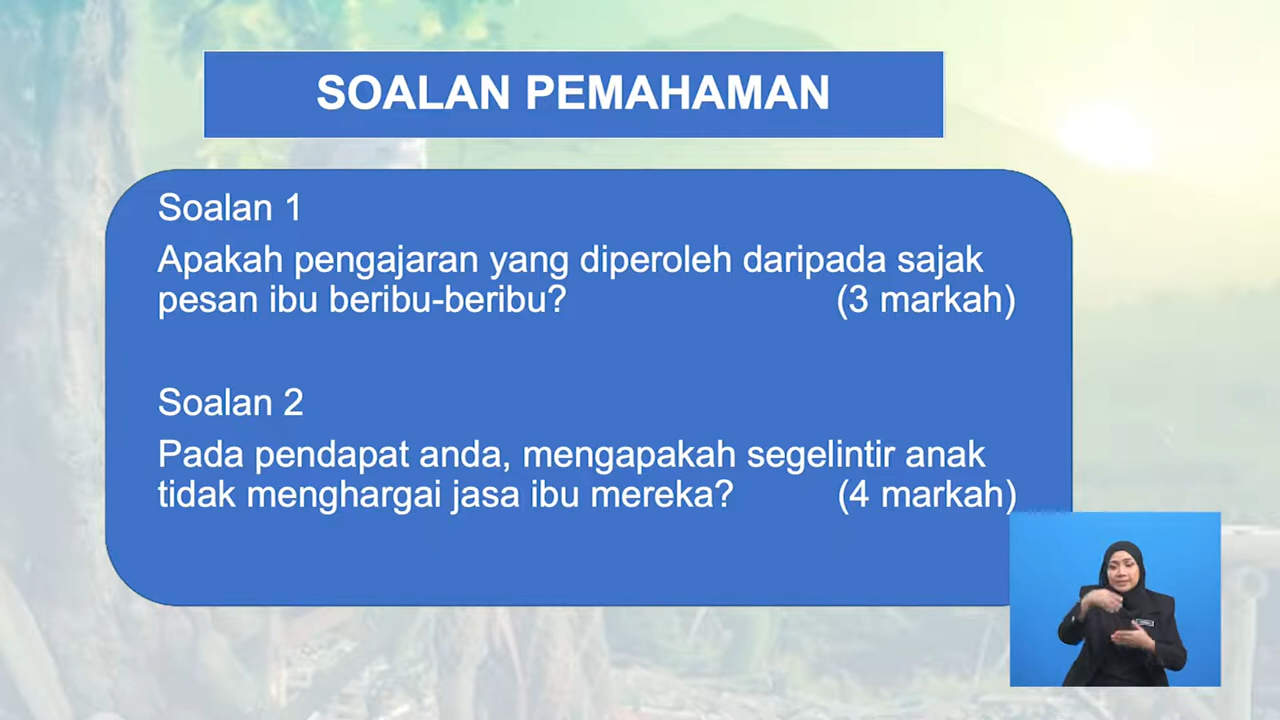 SOALAN PEMAHAMAN
Soalan 1
Apakah pengajaran yang diperoleh daripada sajak
pesan ibu beribu-beribu? (3 markah)
Soalan 2
Pada pendapat anda, mengapakah segelintir anak
tidak menghargai jasa ibu mereka? (4 markah)